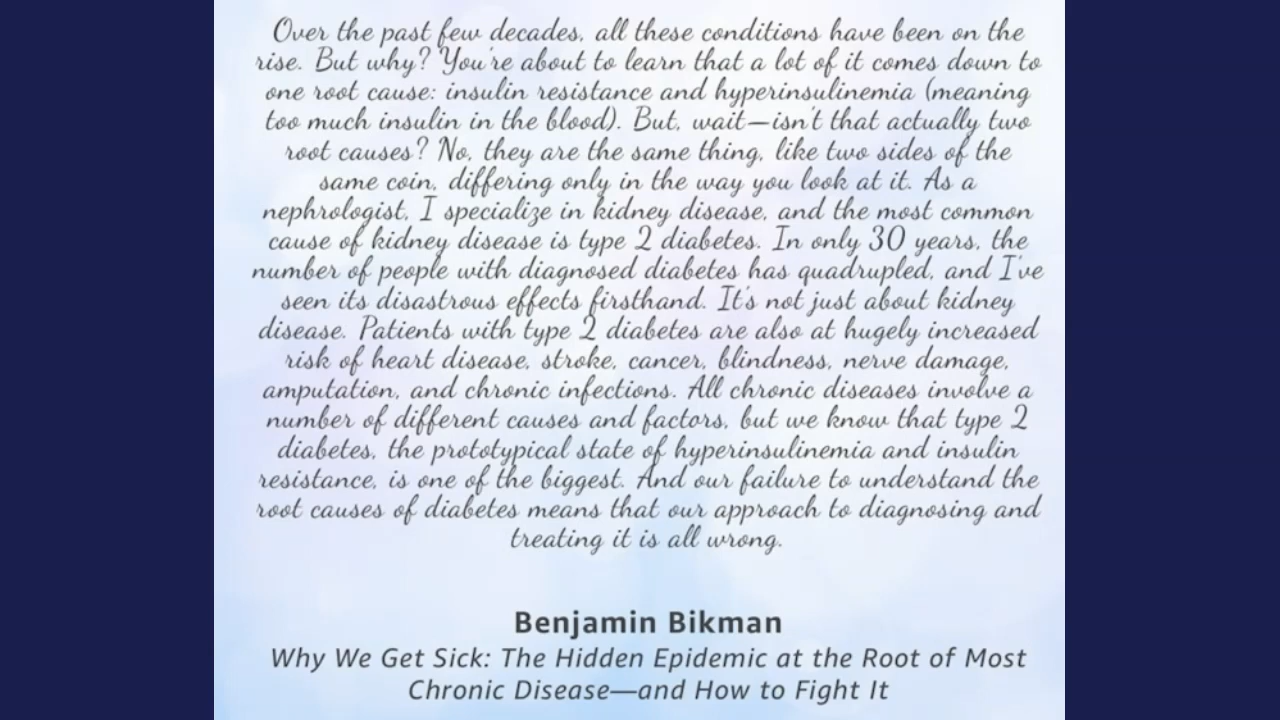 Over the past few decades, all these conditions have been on the
rise. But why? You're about to learn that a lot of it comes down to
one root cause: insulin resistance and hyperinsulinemia (meaning
too much insulin in the blood). But, wait—isn't that actually two
root causes? No, they are the same thing, like two sides of the
same coin, differing only in the way you look at it. As a
nephrologist, I specialize in kidney disease, and the most common
cause of kidney disease is type 2 diabetes. In only 30 years, the
number of people with diagnosed diabetes has quadrupled, and I've
seen its disastrous effects firsthand. It's not just about kidney
disease. Patients with type 2 diabetes are also at hugely increased
risk of heart disease, stroke, cancer, blindness, nerve damage,
amputation, and chronic infections. All chronic diseases involve a
number of different causes and factors, but we know that type 2
diabetes, the prototypical state of hyperinsulinemia and insulin
resistance, is one of the biggest. And our failure to understand the
root causes of diabetes means that our approach to diagnosing and
treating it is all wrong.
Benjamin Bikman
Why We Get Sick: The Hidden Epidemic at the Root of Most
Chronic Disease—and How to Fight It